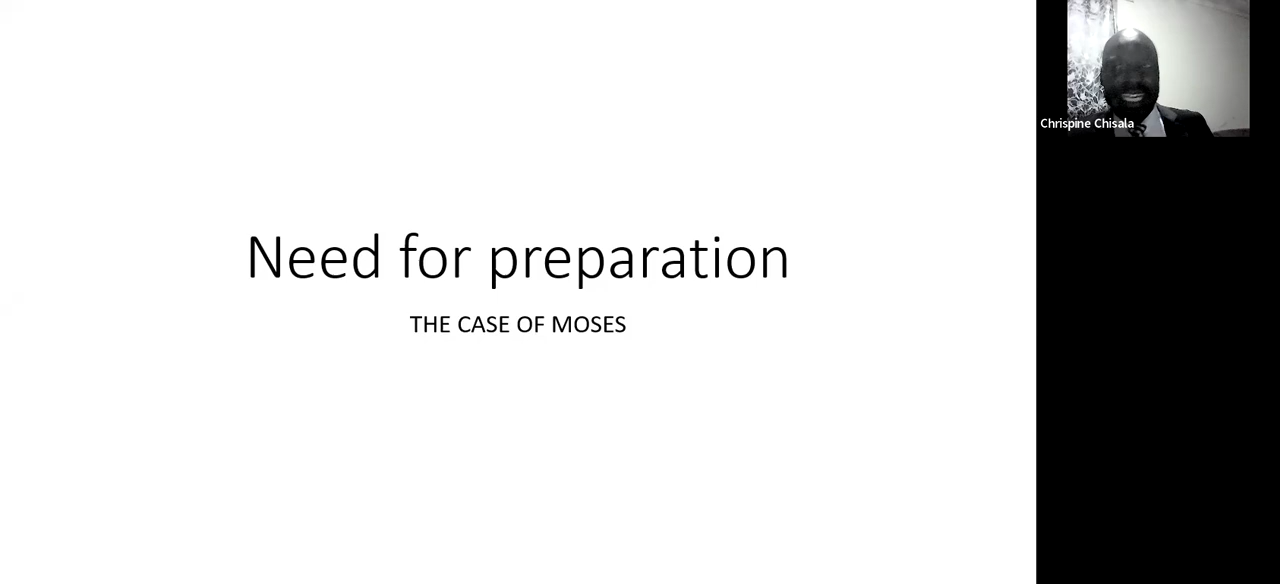 Need for preparation
THE CASE OF MOSES
Chrispine Chisala